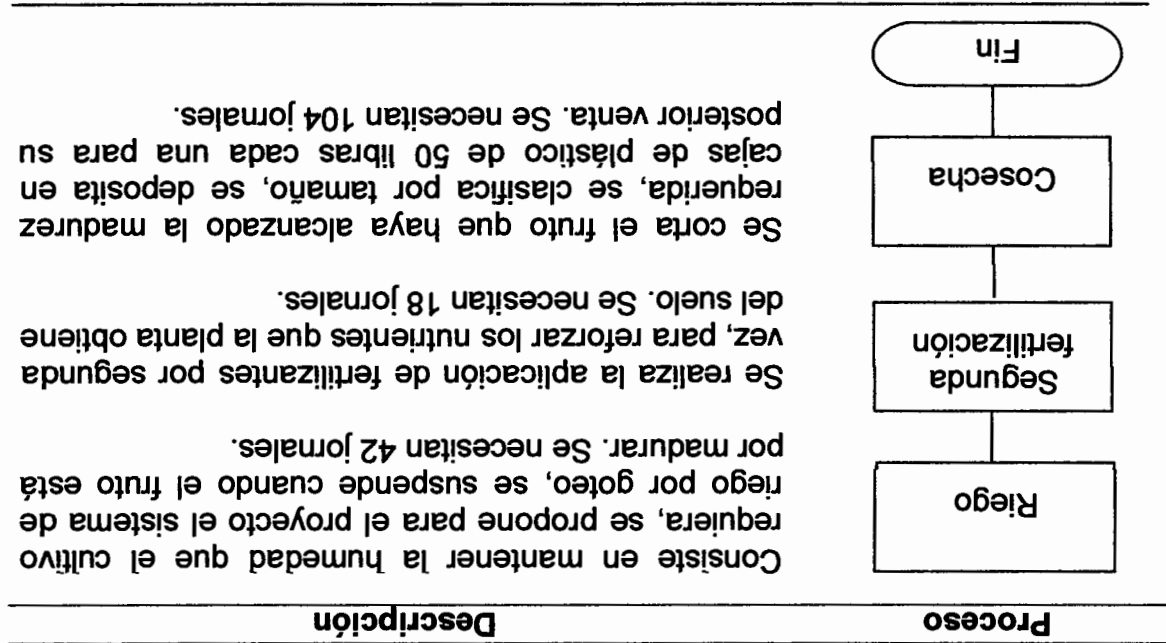 Proceso Descripción
Riego
Consiste en mantener la humedad que el cultivo
requiera, se propone para el proyecto el sistema de
riego por goteo, se suspende cuando el fruto está
por madurar. Se necesitan 42 jornales.
Segunda
fertilización
Se realiza la aplicación de fertilizantes por segunda
vez, para reforzar los nutrientes que la planta obtiene
del suelo. Se necesitan 18 jornales.
Cosecha
Se corta el fruto que haya alcanzado la madurez
requerida, se clasifica por tamaño, se deposita en
cajas de plástico de 50 libras cada una para su
posterior venta. Se necesitan 104 jornales.
Fin